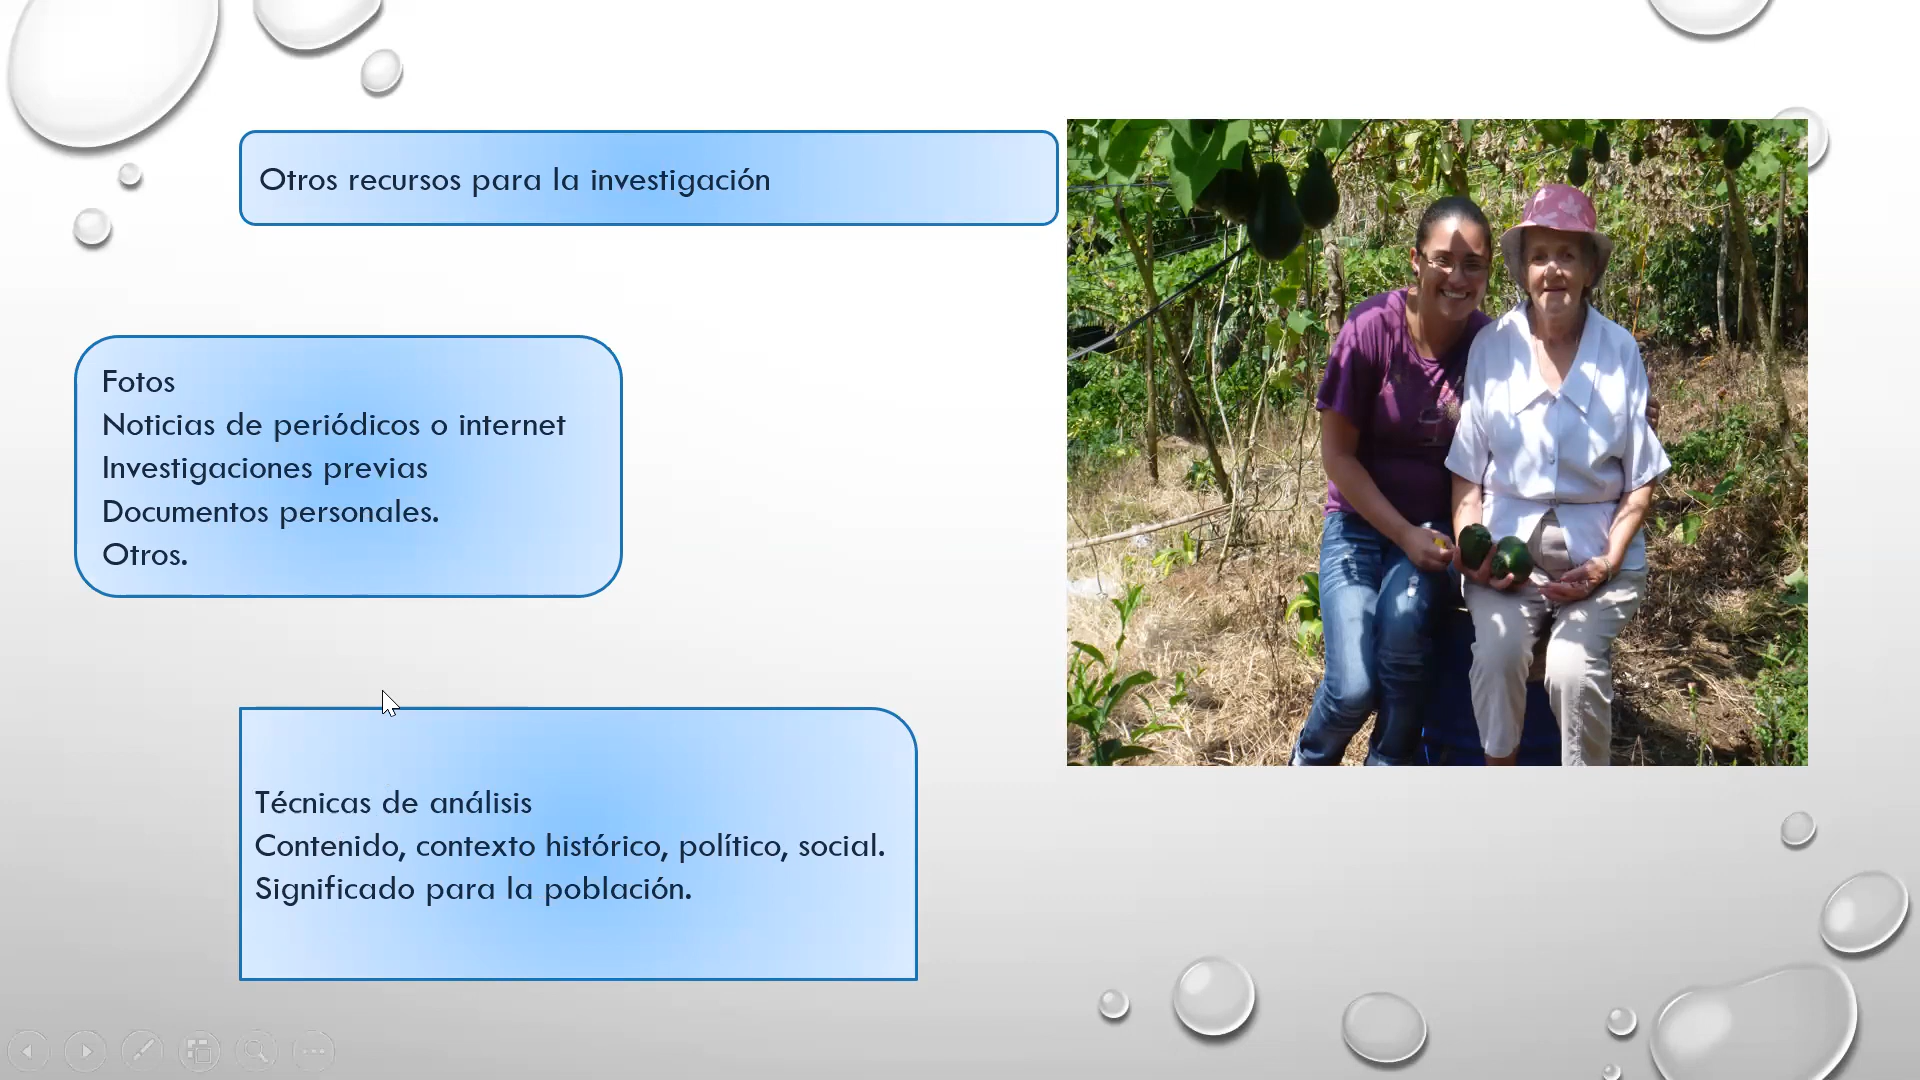 Otros recursos para la investigación
Fotos
Noticias de periódicos o internet
Investigaciones previas
Documentos personales.
Otros.
Técnicas de análisis
Contenido, contexto histórico, político, social.
Significado para la población.